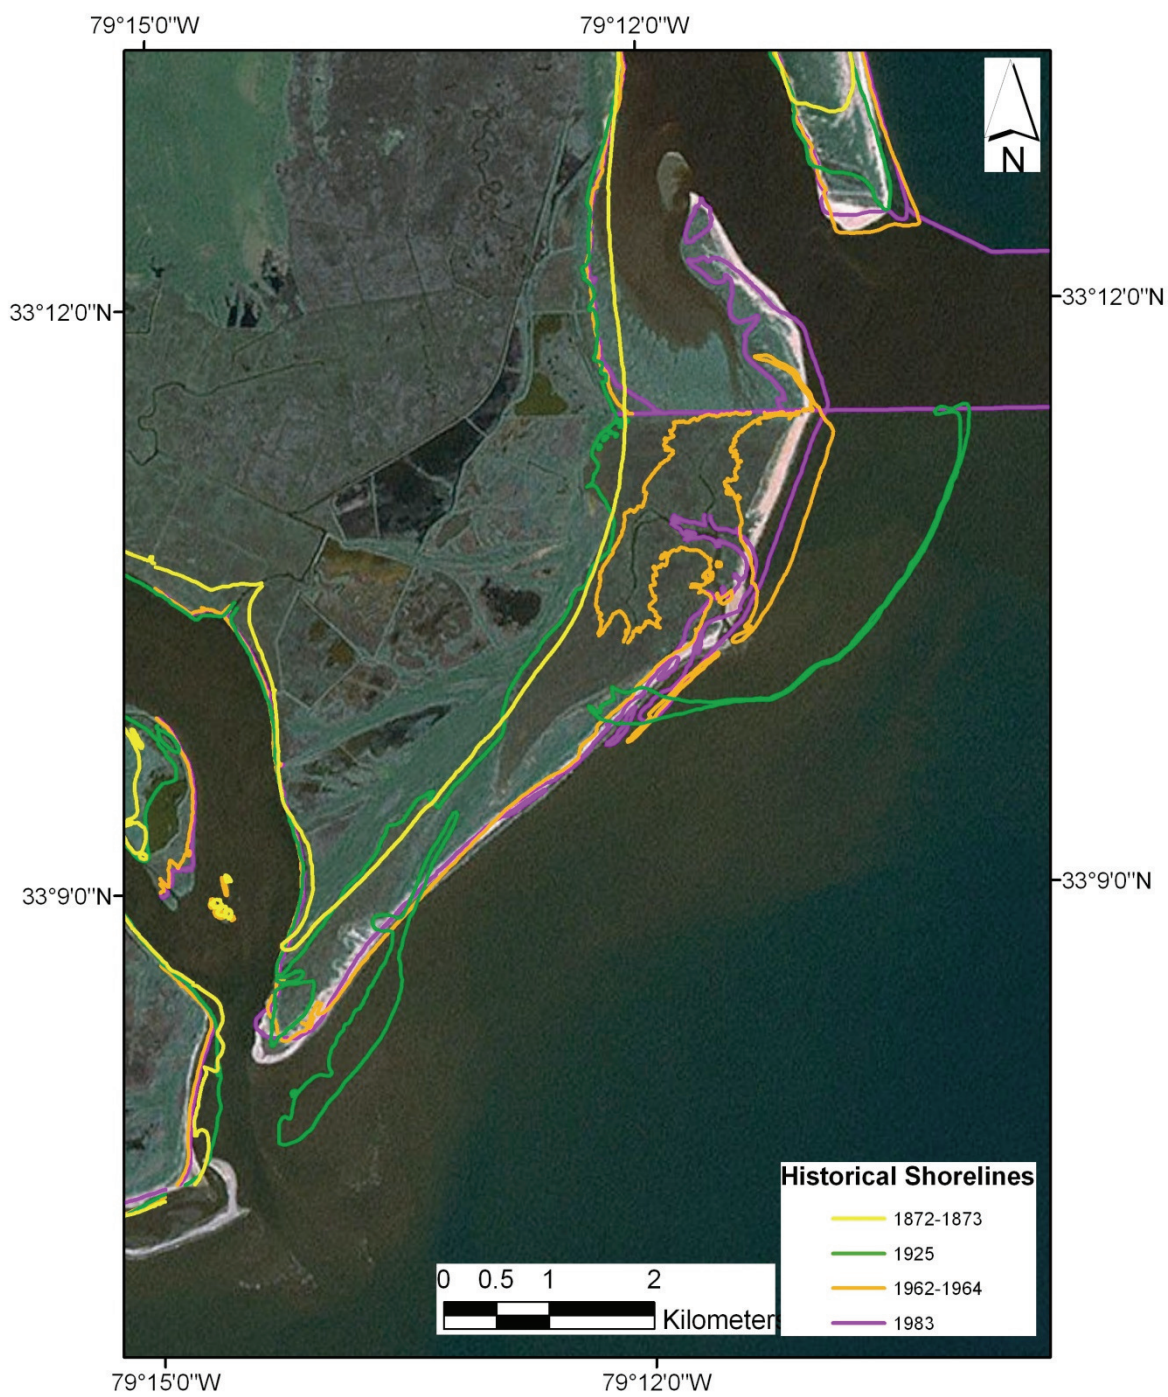 79°15'0"W 79°12'0"W
N
33°12'0"N 33°12'0"N
33°9'0"N 33°9'0"N
Historical Shorelines
1872-1873
1925
1962-1964
1983
0 0.5 1 2
Kilometers
79°15'0"W 79°12'0"W